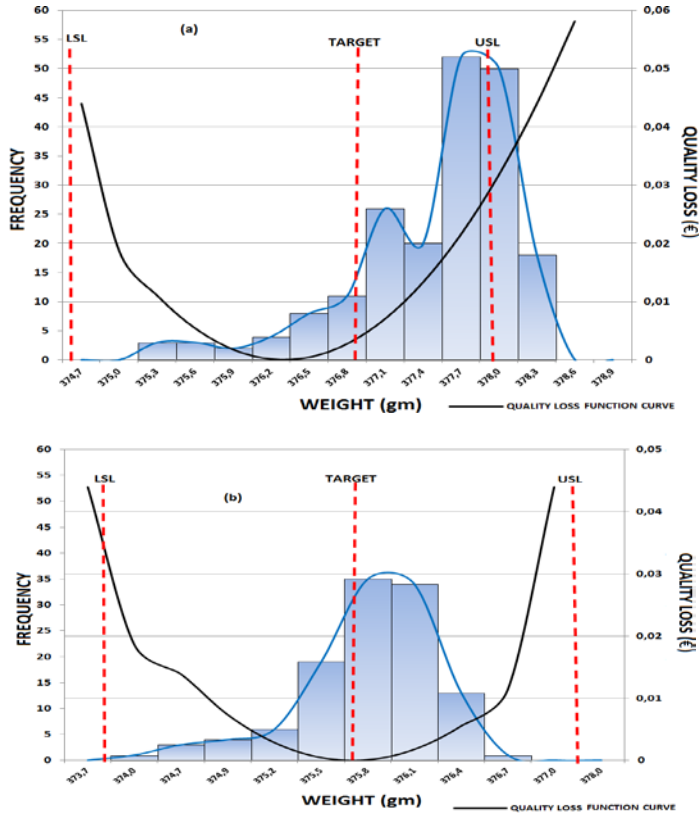 (a)
LSL TARGET USL
60 0,06
55
50 0,05
45
40 0,04
35
30 0,03
25
20 0,02
15
10 0,01
5
0 0
FREQUENCY
QUALITY LOSS (€)
374,7 375,0 375,3 375,6 375,9 376,2 376,5 376,8 377,1 377,4 377,7 378,0 378,3 378,6 378,9
WEIGHT (gm)
QUALITY LOSS FUNCTION CURVE
(b)
LSL TARGET USL
60 0,05
55
50
45 0,04
40
35
30 0,03
25
20 0,02
15
10 0,01
5
0 0
FREQUENCY
QUALITY LOSS (€)
373,7 374,0 374,7 374,9 375,2 375,5 375,8 376,1 376,4 376,7 377,0 378,0
WEIGHT (gm)
QUALITY LOSS FUNCTION CURVE